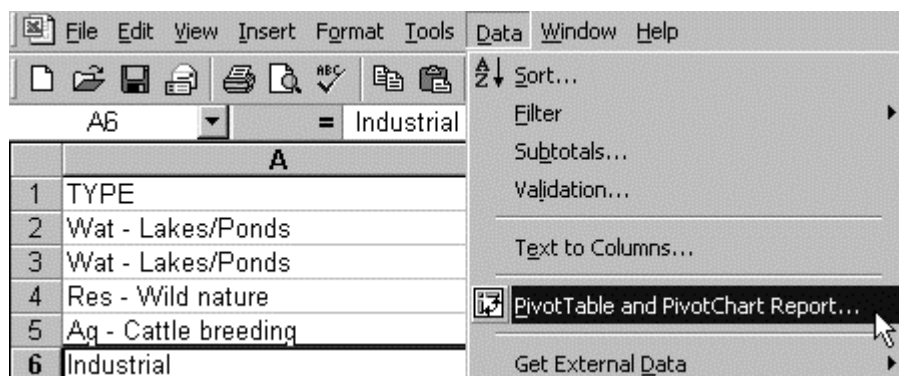 File Edit View Insert Format Tools Data Window Help
ABC
A6 = Industrial
A
1 TYPE
2 Wat - Lakes/Ponds
3 Wat - Lakes/Ponds
4 Res - Wild nature
5 Ag - Cattle breeding
6 Industrial
A Z Sort...
Filter
Subtotals...
Validation...
Text to Columns...
PivotTable and PivotChart Report...
Get External Data